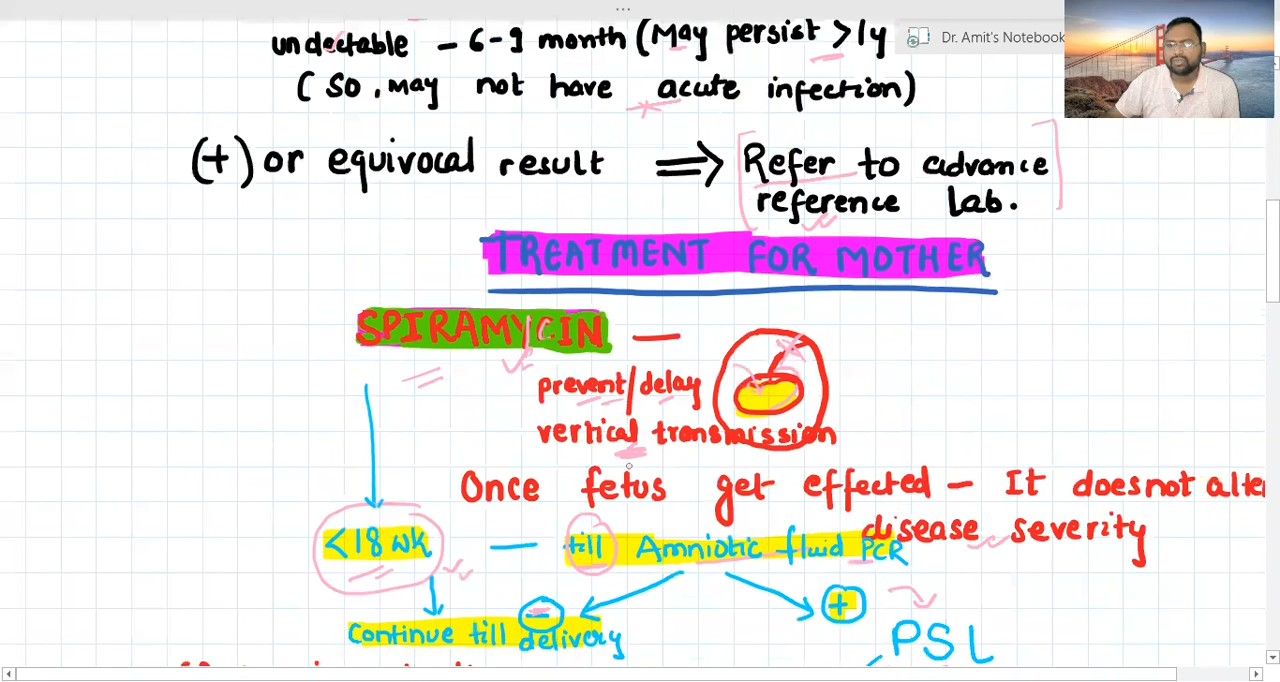 undectable – 6-9 month (May persist >1y
Dr. Amit's Notebook
(So, may not have acute infection)
(+) or equivocal result ⟹ Refer to advance
reference Lab.
TREATMENT FOR MOTHER
SPIRAMYCIN —
prevent/delay
vertical transmission
Once fetus get effected – It doesnot alte
disease severity
<18 wk — till Amniotic fluid PCR
– +
Continue till delivery
PSL